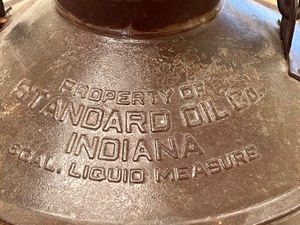 PROPERTY OF
STANDARD OIL CO.
INDIANA
5 GAL. LIQUID MEASURE